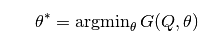 θ* = argmin_θ G(Q, θ)